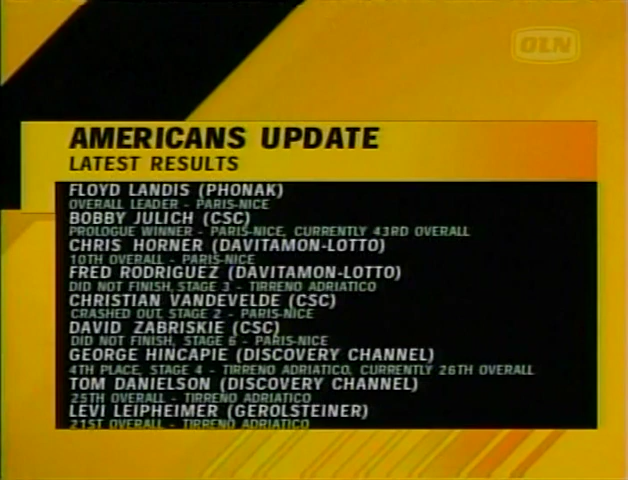 OLN
AMERICANS UPDATE
LATEST RESULTS
FLOYD LANDIS (PHONAK)
OVERALL LEADER - PARIS-NICE
BOBBY JULICH (CSC)
PROLOGUE WINNER - PARIS-NICE, CURRENTLY 43RD OVERALL
CHRIS HORNER (DAVITAMON-LOTTO)
10TH OVERALL - PARIS-NICE
FRED RODRIGUEZ (DAVITAMON-LOTTO)
DID NOT FINISH, STAGE 3 - TIRRENO ADRIATICO
CHRISTIAN VANDEVELDE (CSC)
CRASHED OUT, STAGE 2 - PARIS-NICE
DAVID ZABRISKIE (CSC)
DID NOT FINISH, STAGE 6 - PARIS-NICE
GEORGE HINCAPIE (DISCOVERY CHANNEL)
4TH PLACE, STAGE 4 - TIRRENO ADRIATICO, CURRENTLY 26TH OVERALL
TOM DANIELSON (DISCOVERY CHANNEL)
25TH OVERALL - TIRRENO ADRIATICO
LEVI LEIPHEIMER (GEROLSTEINER)
21ST OVERALL - TIRRENO ADRIATICO